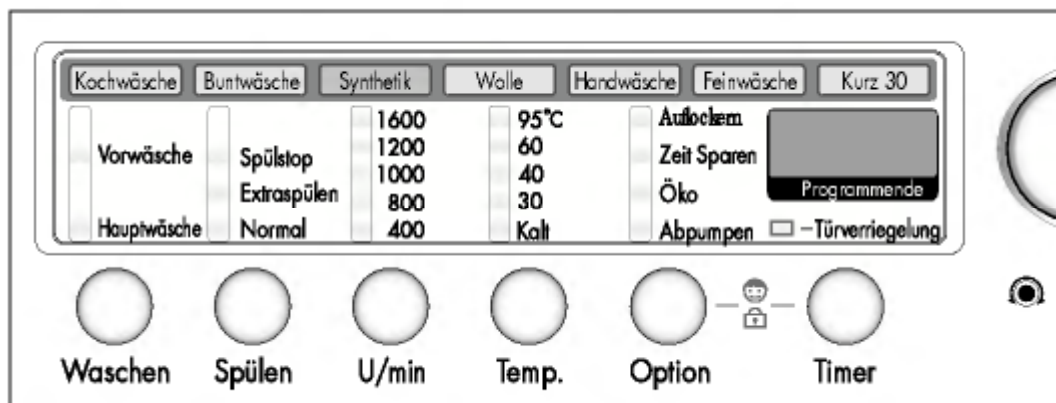 Kochwäsche Buntwäsche Synthetik Wolle Handwäsche Feinwäsche Kurz 30
Vorwäsche
Hauptwäsche
Spülstop
Extraspülen
Normal
1600
1200
1000
800
400
95°C
60
40
30
Kalt
Auflockern
Zeit Sparen
Öko
Abpumpen
Programmende
–Türverriegelung
Waschen Spülen U/min Temp. Option Timer